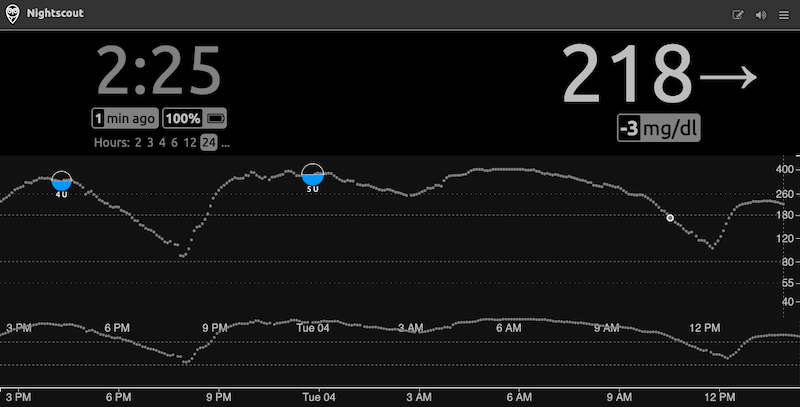 Nightscout
2:25
218→
1 min ago 100%
-3 mg/dl
Hours: 2 3 4 6 12 24 ...
400
260
180
120
80
55
40
4 U
5 U
3 PM 6 PM 9 PM Tue 04 3 AM 6 AM 9 AM 12 PM
3 PM 6 PM 9 PM Tue 04 3 AM 6 AM 9 AM 12 PM